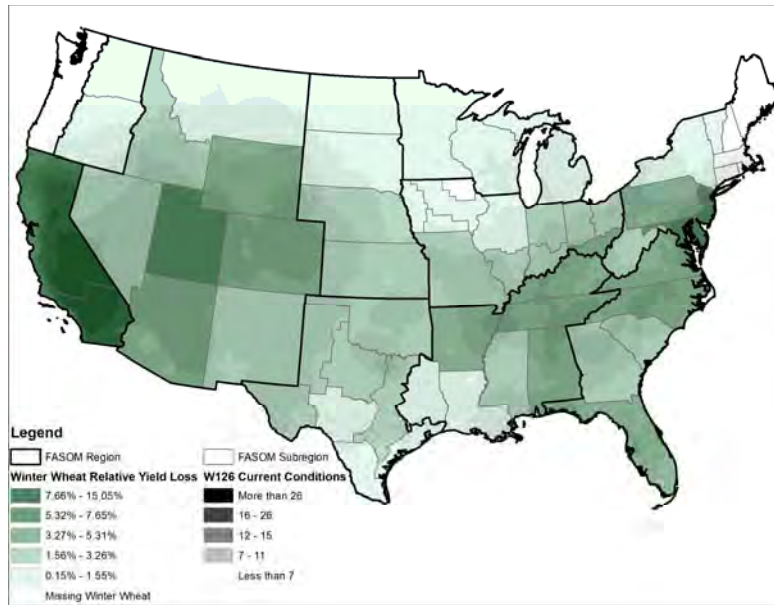 Legend
FASOM Region
FASOM Subregion
Winter Wheat Relative Yield Loss
W126 Current Conditions
7.66% - 15.05%
More than 26
5.32% - 7.65%
16 - 26
3.27% - 5.31%
12 - 15
1.56% - 3.26%
7 - 11
0.15% - 1.55%
Less than 7
Missing Winter Wheat